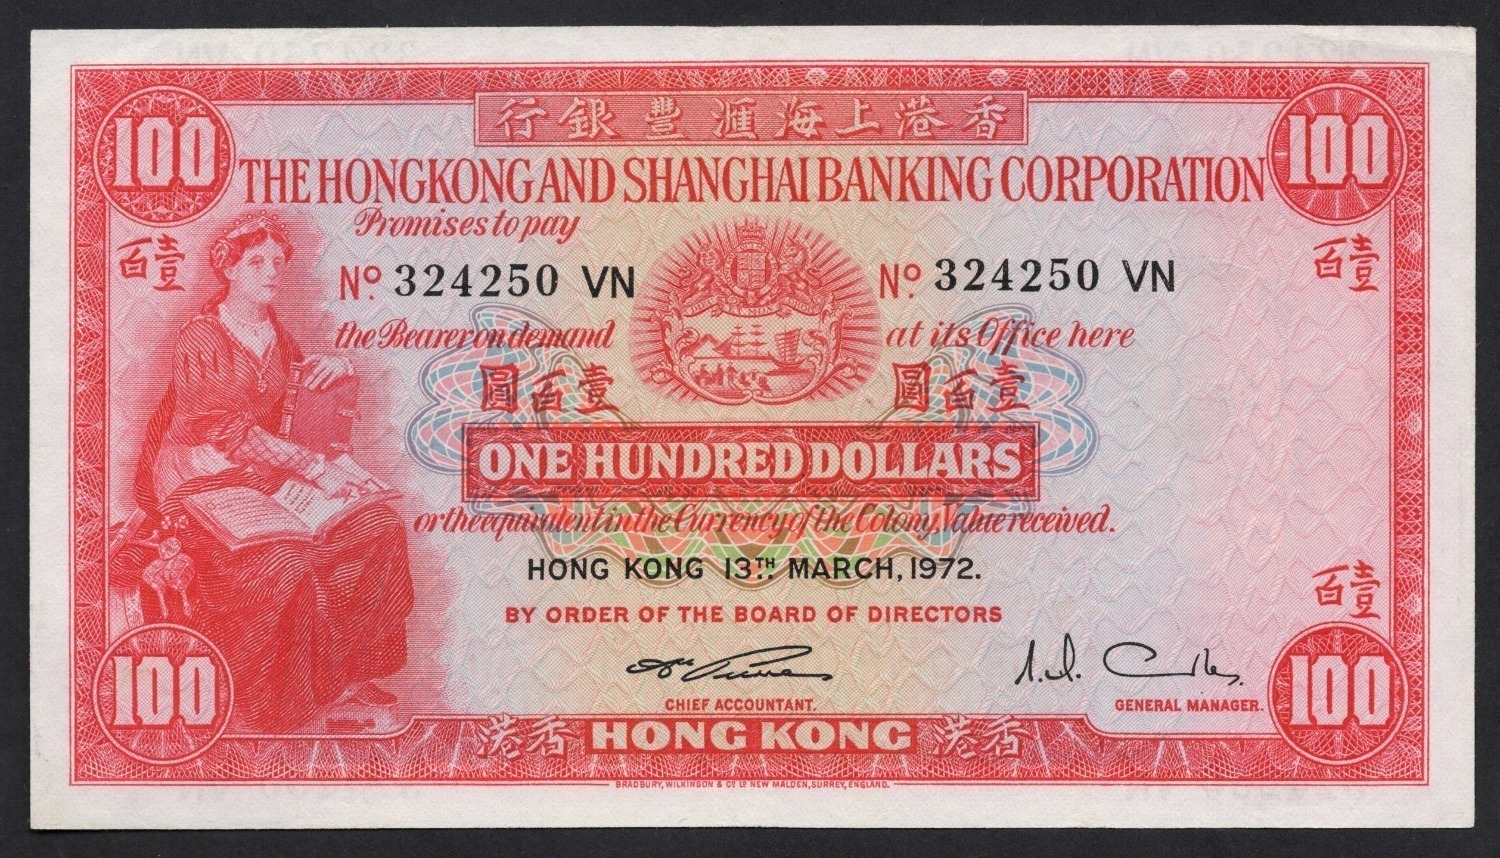 行銀豐滙海上港香
100 100
THE HONGKONG AND SHANGHAI BANKING CORPORATION
Promises to pay
百壹 百壹
Nº. 324250 VN Nº. 324250 VN
the Bearer on demand at its Office here
圓百壹 圓百壹
ONE HUNDRED DOLLARS
or the equivalent in the Currency of the Colony, Value received.
HONG KONG 13TH. MARCH, 1972.
百壹
BY ORDER OF THE BOARD OF DIRECTORS
CHIEF ACCOUNTANT. GENERAL MANAGER.
100 100
港香 HONG KONG 港香
BRADBURY, WILKINSON & Cº Lº NEW MALDEN, SURREY, ENGLAND.